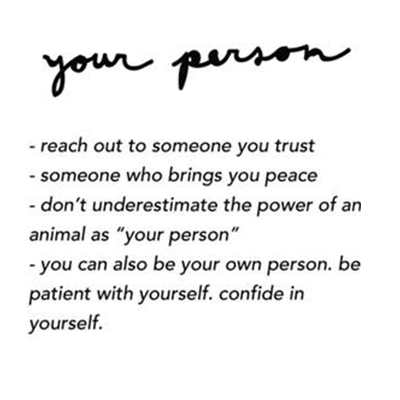 your person
- reach out to someone you trust
- someone who brings you peace
- don't underestimate the power of an
animal as “your person”
- you can also be your own person. be
patient with yourself. confide in
yourself.